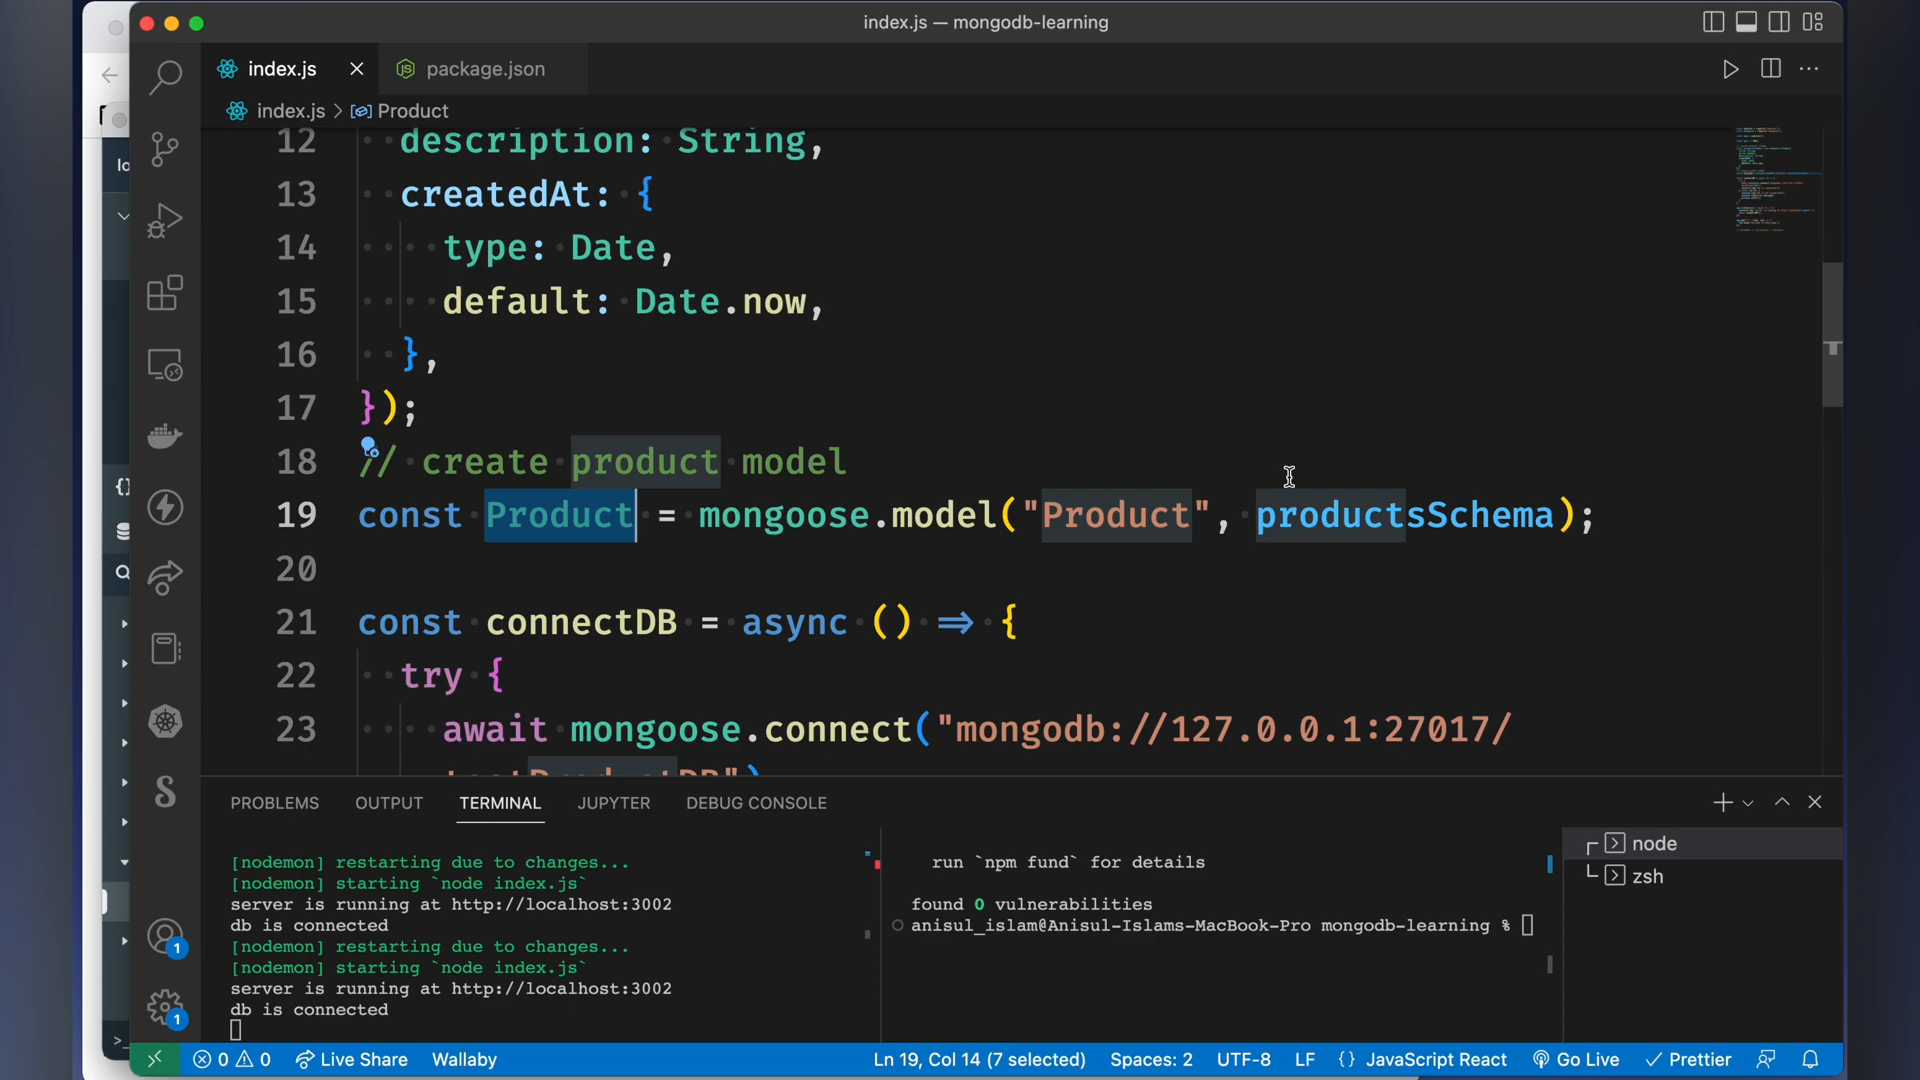 index.js — mongodb-learning
index.js
package.json
index.js > Product
12 description: String,
13 createdAt: {
14 type: Date,
15 default: Date.now,
16 },
17 });
18 // create product model
19 const Product = mongoose.model("Product", productsSchema);
20
21 const connectDB = async () => {
22 try {
23 await mongoose.connect("mongodb://127.0.0.1:27017/
PROBLEMS OUTPUT TERMINAL JUPYTER DEBUG CONSOLE
[nodemon] restarting due to changes...
[nodemon] starting `node index.js`
server is running at http://localhost:3002
db is connected
[nodemon] restarting due to changes...
[nodemon] starting `node index.js`
server is running at http://localhost:3002
db is connected
run `npm fund` for details
found 0 vulnerabilities
anisul_islam@Anisul-Islams-MacBook-Pro mongodb-learning %
node
zsh
1
1
0 0 Live Share Wallaby Ln 19, Col 14 (7 selected) Spaces: 2 UTF-8 LF {} JavaScript React Go Live Prettier